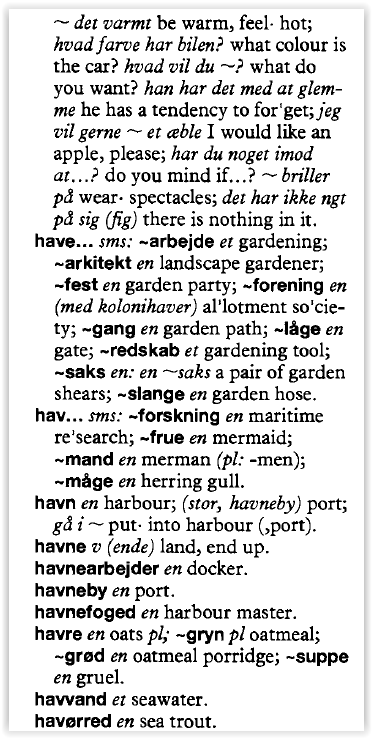 ~ det varmt be warm, feel· hot;
hvad farve har bilen? what colour is
the car? hvad vil du ~? what do
you want? han har det med at glem-
me he has a tendency to for'get; jeg
vil gerne ~ et æble I would like an
apple, please; har du noget imod
at...? do you mind if...? ~ briller
på wear· spectacles; det har ikke ngt
på sig (fig) there is nothing in it.
have... sms: ~arbejde et gardening;
~arkitekt en landscape gardener;
~fest en garden party; ~forening en
(med kolonihaver) al'lotment so'cie-
ty; ~gang en garden path; ~låge en
gate; ~redskab et gardening tool;
~saks en: en ~saks a pair of garden
shears; ~slange en garden hose.
hav... sms: ~forskning en maritime
re'search; ~frue en mermaid;
~mand en merman (pl: -men);
~måge en herring gull.
havn en harbour; (stor, havneby) port;
gå i ~ put· into harbour (,port).
havne v (ende) land, end up.
havnearbejder en docker.
havneby en port.
havnefoged en harbour master.
havre en oats pl; ~gryn pl oatmeal;
~grød en oatmeal porridge; ~suppe
en gruel.
havvand et seawater.
havørred en sea trout.